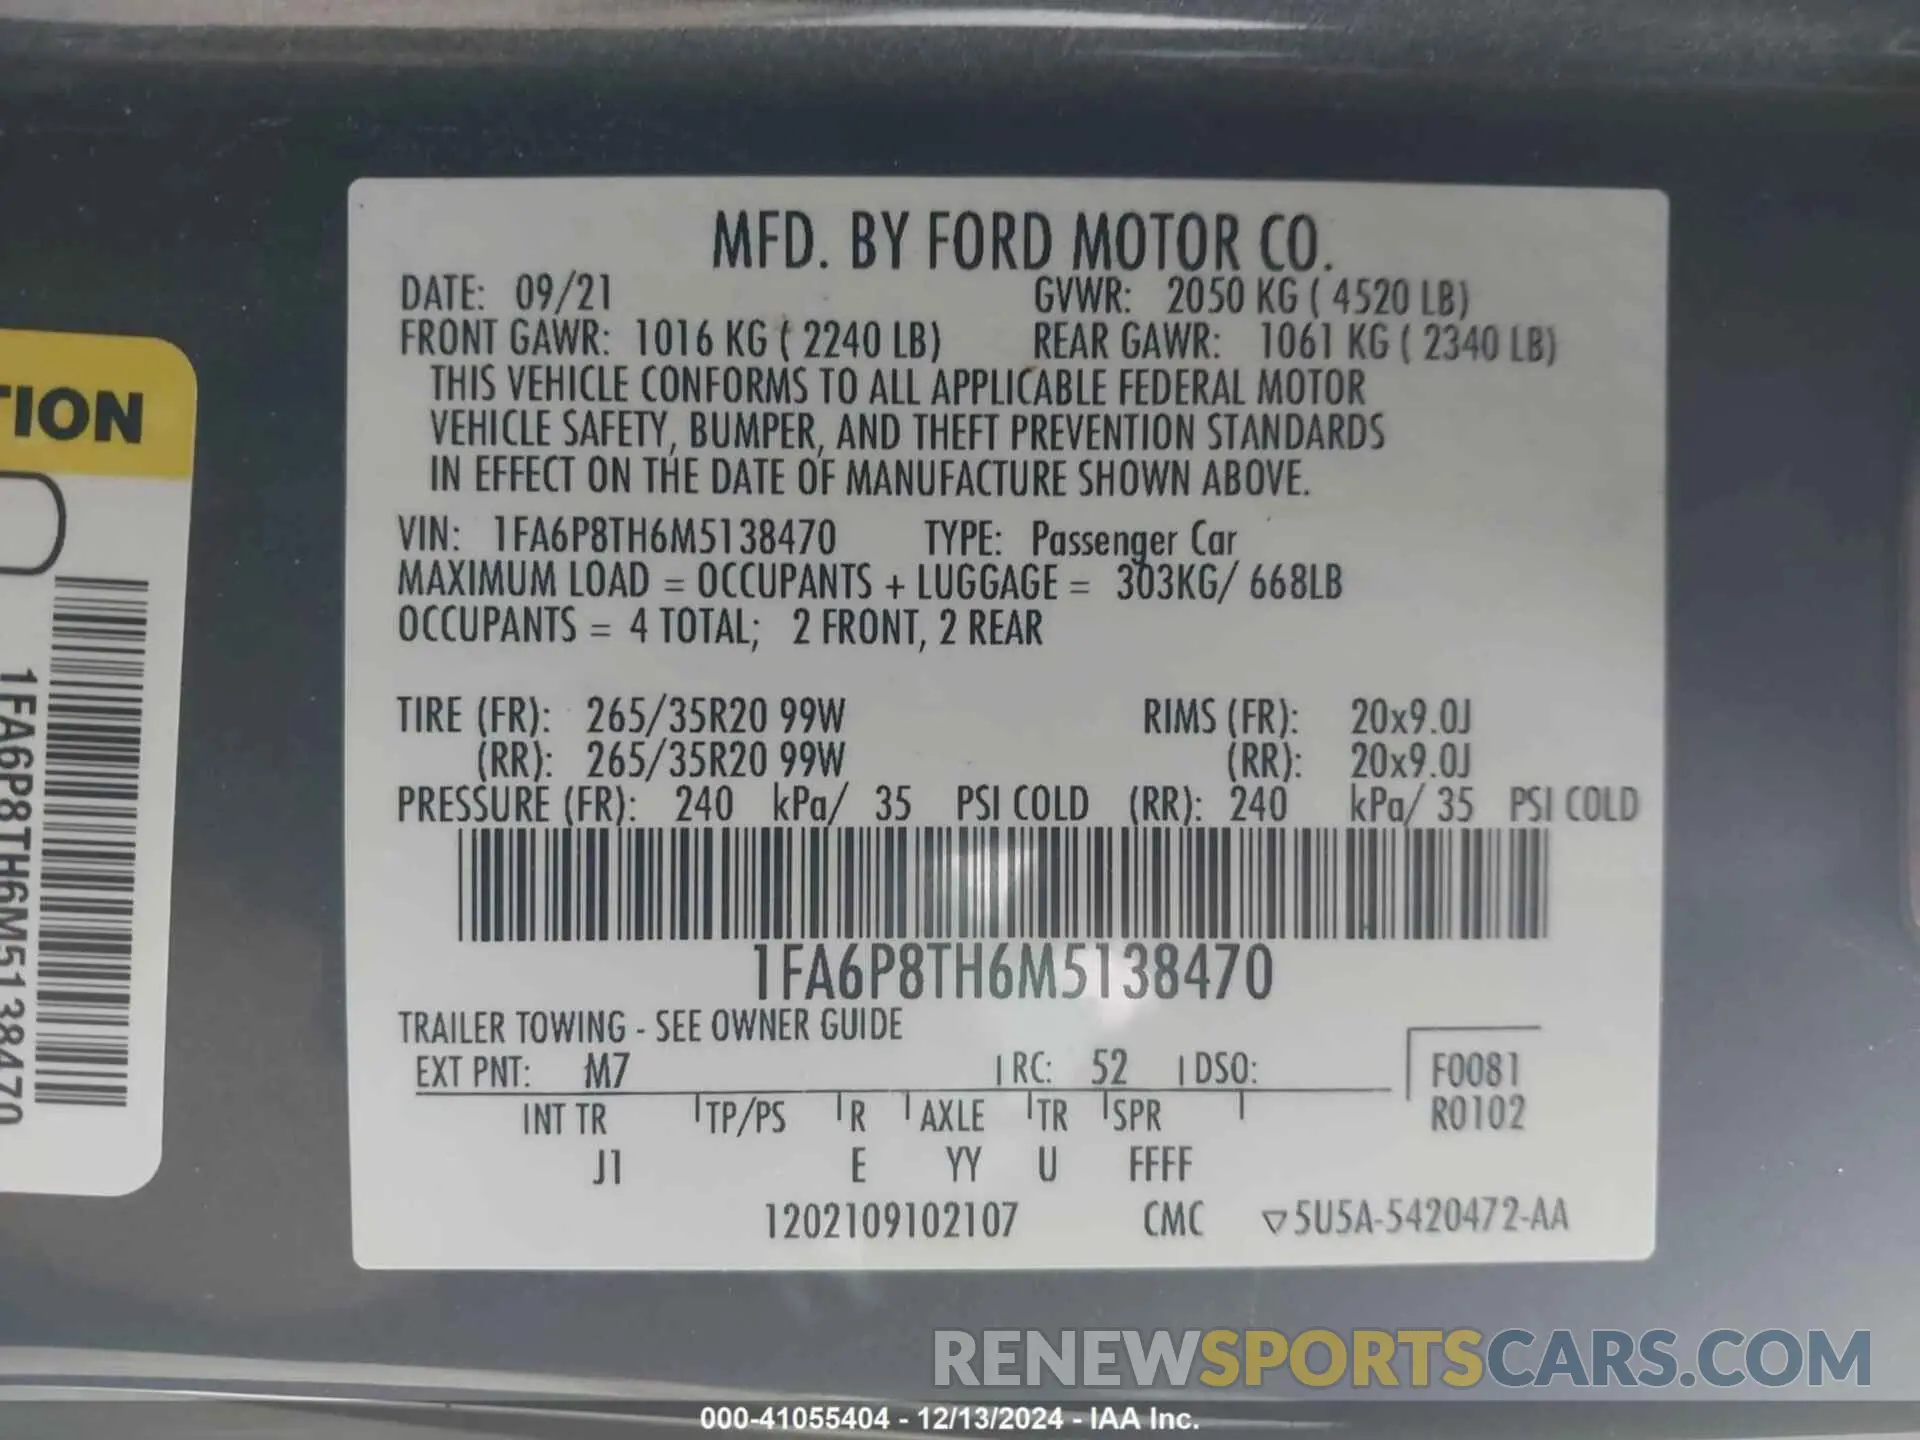 MFD. BY FORD MOTOR CO.
DATE: 09/21 GVWR: 2050 KG ( 4520 LB)
FRONT GAWR: 1016 KG ( 2240 LB) REAR GAWR: 1061 KG ( 2340 LB)
THIS VEHICLE CONFORMS TO ALL APPLICABLE FEDERAL MOTOR
VEHICLE SAFETY, BUMPER, AND THEFT PREVENTION STANDARDS
IN EFFECT ON THE DATE OF MANUFACTURE SHOWN ABOVE.
VIN: 1FA6P8TH6M5138470 TYPE: Passenger Car
MAXIMUM LOAD = OCCUPANTS + LUGGAGE = 303KG/ 668LB
OCCUPANTS = 4 TOTAL; 2 FRONT, 2 REAR
TIRE (FR): 265/35R20 99W RIMS (FR): 20x9.0J
(RR): 265/35R20 99W (RR): 20x9.0J
PRESSURE (FR): 240 kPa/ 35 PSI COLD (RR): 240 kPa/ 35 PSI COLD
1FA6P8TH6M5138470
TRAILER TOWING - SEE OWNER GUIDE
EXT PNT: M7 RC: 52 DSO: F0081
INT TR TP/PS R AXLE TR SPR R0102
J1 E YY U FFFF
1202109102107 CMC ▽5U5A-5420472-AA
TION
1FA6P8TH6M5138470
RENEWSPORTSCARS.COM
000-41055404 - 12/13/2024 - IAA Inc.